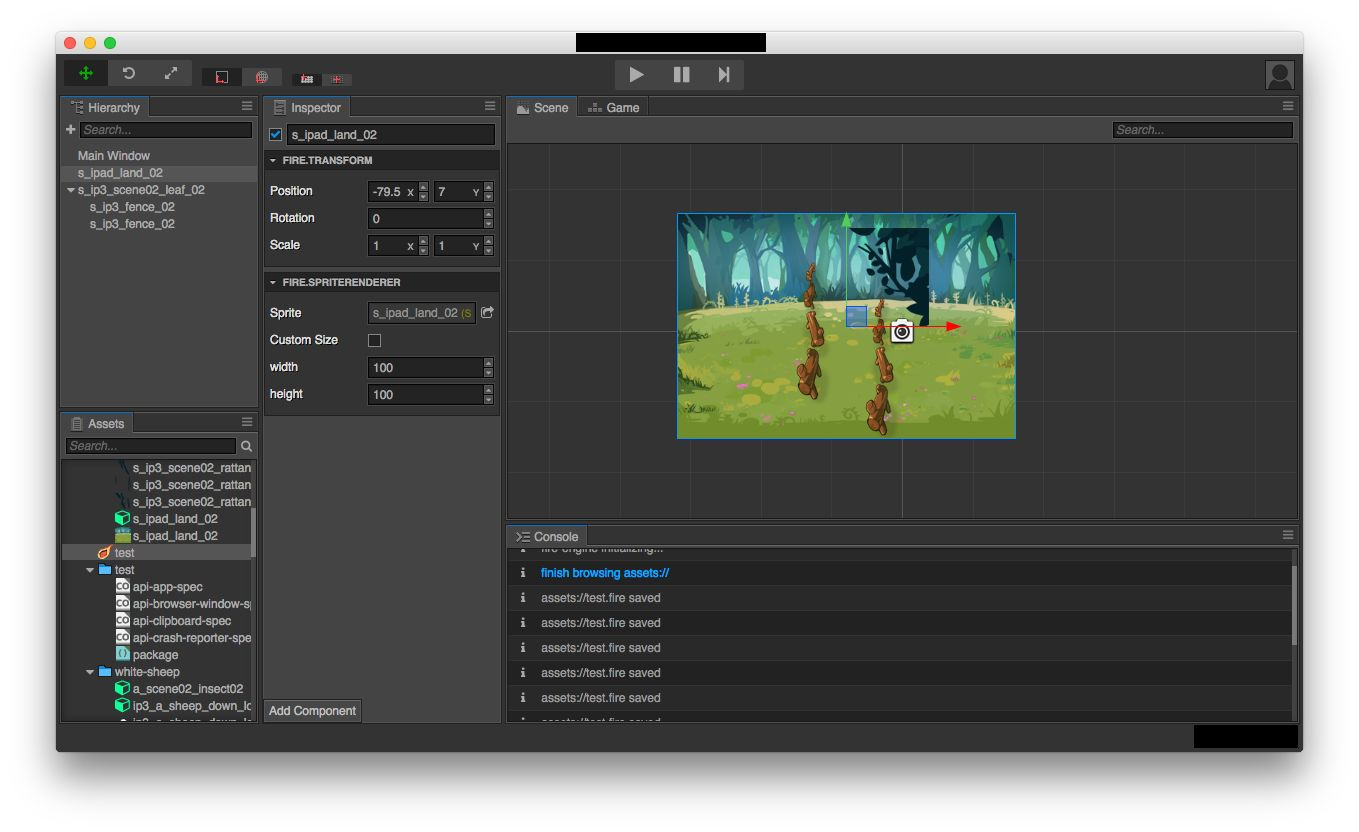 Hierarchy
Search...
Main Window
s_ipad_land_02
s_ip3_scene02_leaf_02
s_ip3_fence_02
s_ip3_fence_02
Assets
Search...
s_ip3_scene02_rattan
s_ip3_scene02_rattan
s_ip3_scene02_rattan
s_ipad_land_02
s_ipad_land_02
test
test
api-app-spec
api-browser-window-s
api-clipboard-spec
api-crash-reporter-spe
package
white-sheep
a_scene02_insect02
ip3_a_sheep_down_lo
Inspector
s_ipad_land_02
FIRE.TRANSFORM
Position -79.5 X 7 Y
Rotation 0
Scale 1 X 1 Y
FIRE.SPRITERENDERER
Sprite s_ipad_land_02 (S
Custom Size
width 100
height 100
Add Component
Scene Game
Search...
Console
fire engine initializing...
finish browsing assets://
assets://test.fire saved
assets://test.fire saved
assets://test.fire saved
assets://test.fire saved
assets://test.fire saved
assets://test.fire saved